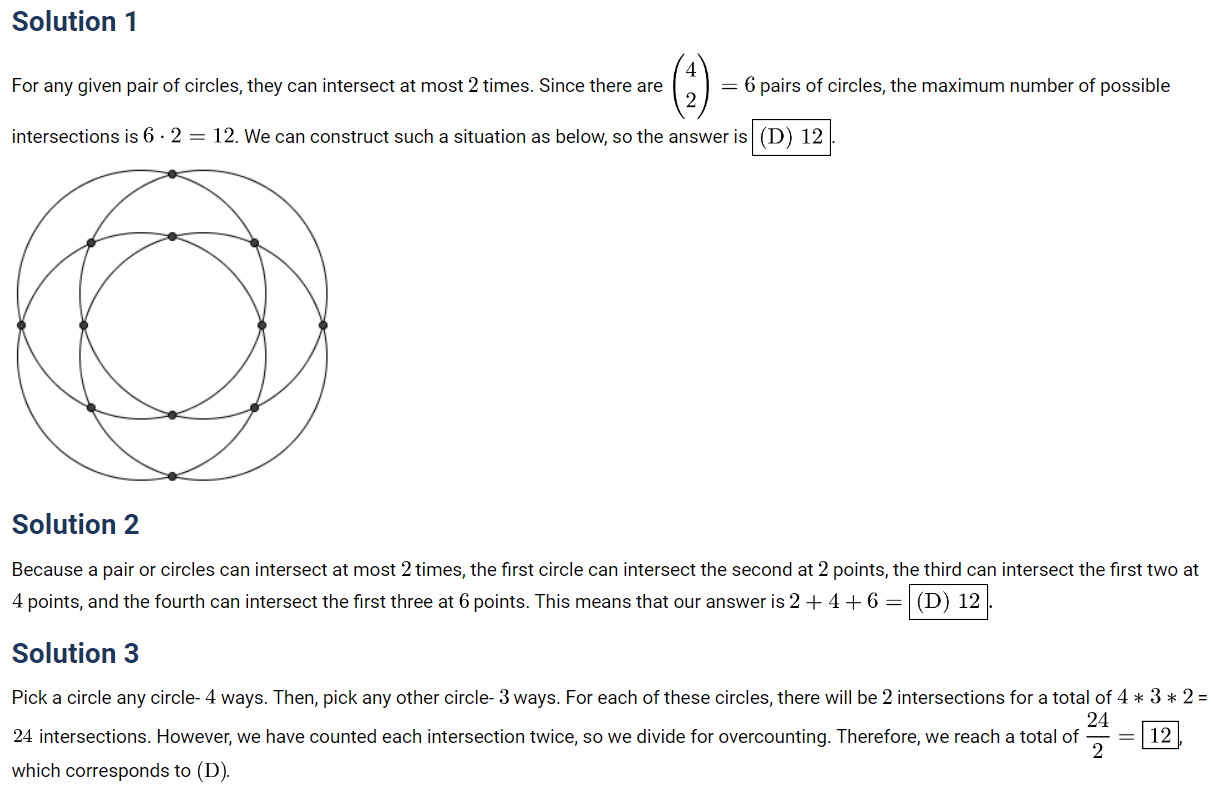 Solution 1
For any given pair of circles, they can intersect at most 2 times. Since there are $\binom{4}{2}$ = 6 pairs of circles, the maximum number of possible
intersections is 6 · 2 = 12. We can construct such a situation as below, so the answer is (D) 12.
Solution 2
Because a pair or circles can intersect at most 2 times, the first circle can intersect the second at 2 points, the third can intersect the first two at
4 points, and the fourth can intersect the first three at 6 points. This means that our answer is 2 + 4 + 6 = (D) 12.
Solution 3
Pick a circle any circle- 4 ways. Then, pick any other circle- 3 ways. For each of these circles, there will be 2 intersections for a total of 4 * 3 * 2 =
24 intersections. However, we have counted each intersection twice, so we divide for overcounting. Therefore, we reach a total of $\frac{24}{2}$ = 12,
which corresponds to (D).